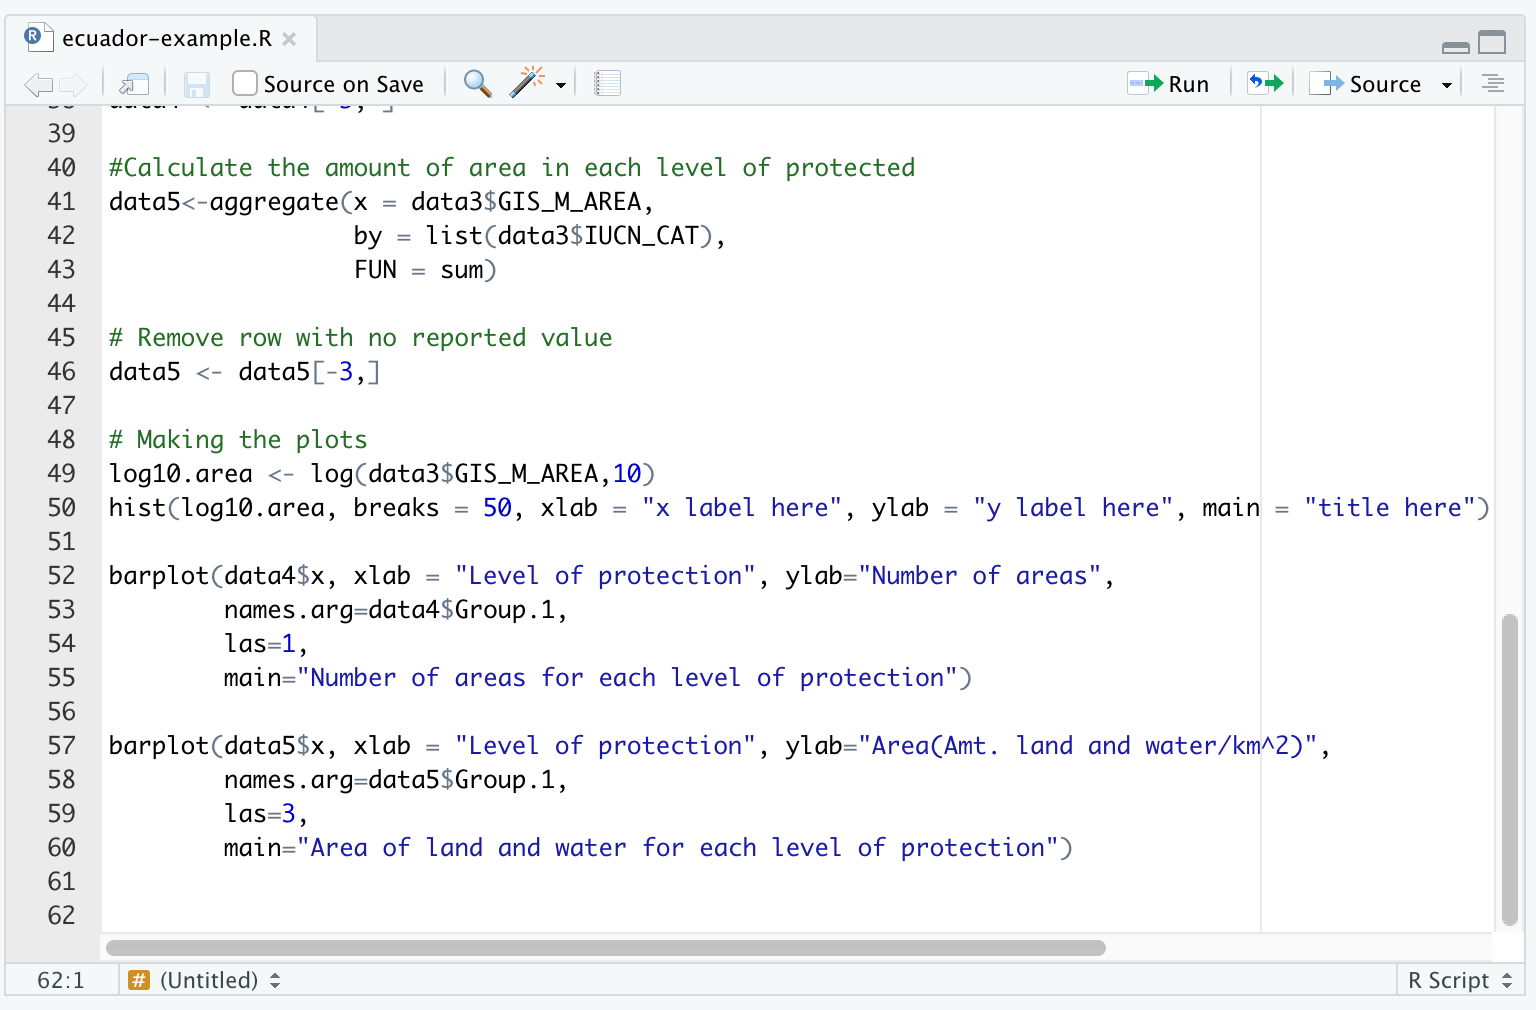 ecuador-example.R
Source on Save
Run
Source
39
40 #Calculate the amount of area in each level of protected
41 data5<-aggregate(x = data3$GIS_M_AREA,
42 by = list(data3$IUCN_CAT),
43 FUN = sum)
44
45 # Remove row with no reported value
46 data5 <- data5[-3,]
47
48 # Making the plots
49 log10.area <- log(data3$GIS_M_AREA,10)
50 hist(log10.area, breaks = 50, xlab = "x label here", ylab = "y label here", main = "title here")
51
52 barplot(data4$x, xlab = "Level of protection", ylab="Number of areas",
53 names.arg=data4$Group.1,
54 las=1,
55 main="Number of areas for each level of protection")
56
57 barplot(data5$x, xlab = "Level of protection", ylab="Area(Amt. land and water/km^2)",
58 names.arg=data5$Group.1,
59 las=3,
60 main="Area of land and water for each level of protection")
61
62
62:1 # (Untitled) R Script